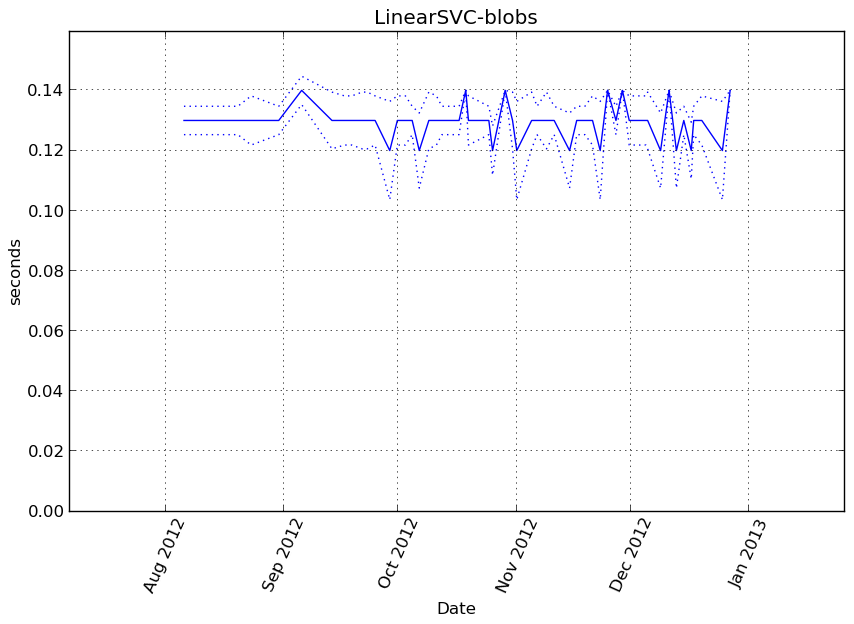 LinearSVC-blobs
0.14
0.12
0.10
0.08
0.06
0.04
0.02
0.00
seconds
Aug 2012
Sep 2012
Oct 2012
Nov 2012
Dec 2012
Jan 2013
Date